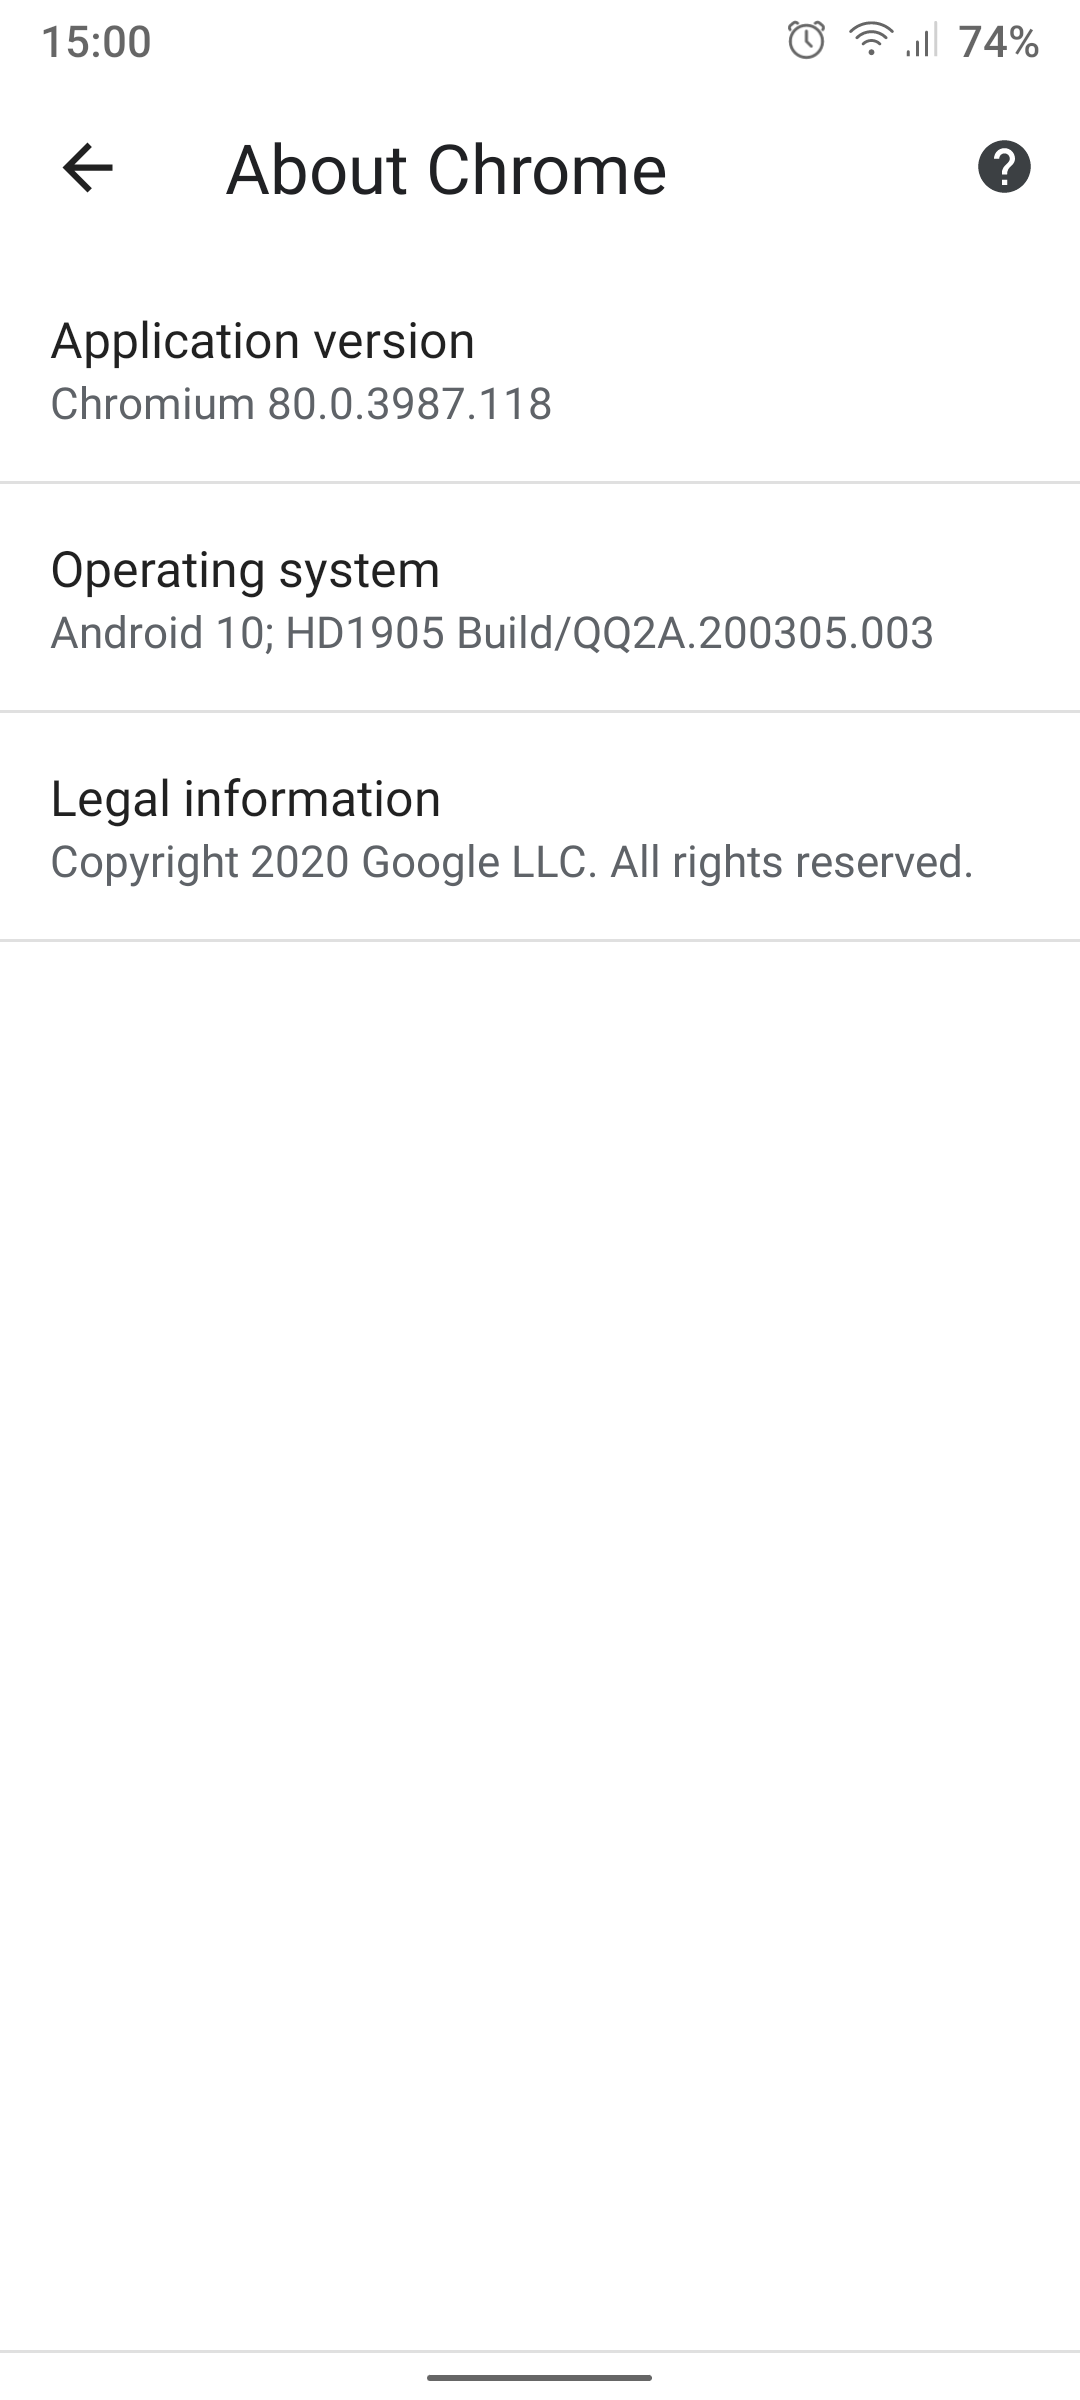 15:00
74%
About Chrome
Application version
Chromium 80.0.3987.118
Operating system
Android 10; HD1905 Build/QQ2A.200305.003
Legal information
Copyright 2020 Google LLC. All rights reserved.